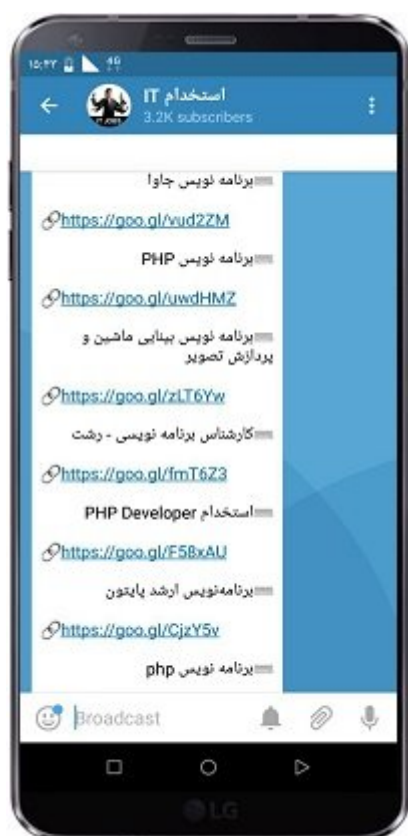 ۱۵:۴۲
4G
استخدام IT
3.2K subscribers
برنامه نویس جاوا
https://goo.gl/vud2ZM
برنامه نویس PHP
https://goo.gl/uwdHMZ
برنامه نویس بینایی ماشین و
پردازش تصویر
https://goo.gl/zLT6Yw
کارشناس برنامه نویسی - رشت
https://goo.gl/fmT6Z3
استخدام PHP Developer
https://goo.gl/F58xAU
برنامه‌نویس ارشد پایتون
https://goo.gl/CjzY5v
برنامه نویس php
Broadcast
LG